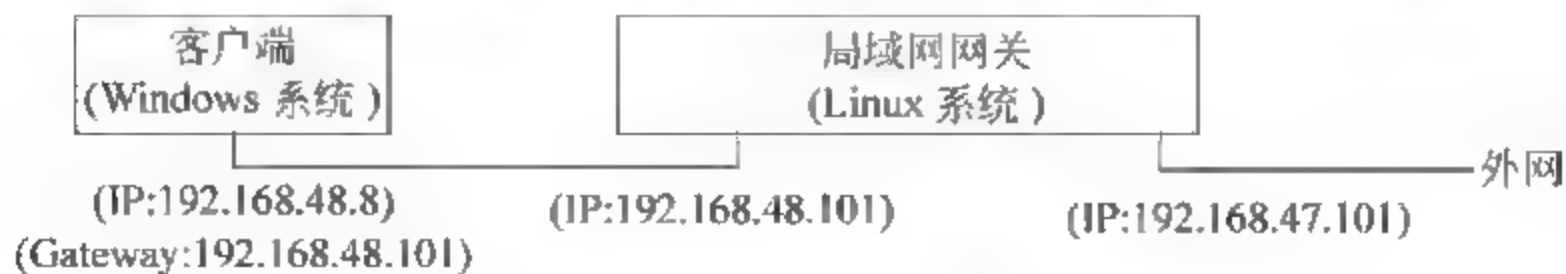 客户端
(Windows 系统)
局域网网关
(Linux 系统)
外网
(IP:192.168.48.8)
(Gateway:192.168.48.101)
(IP:192.168.48.101)
(IP:192.168.47.101)